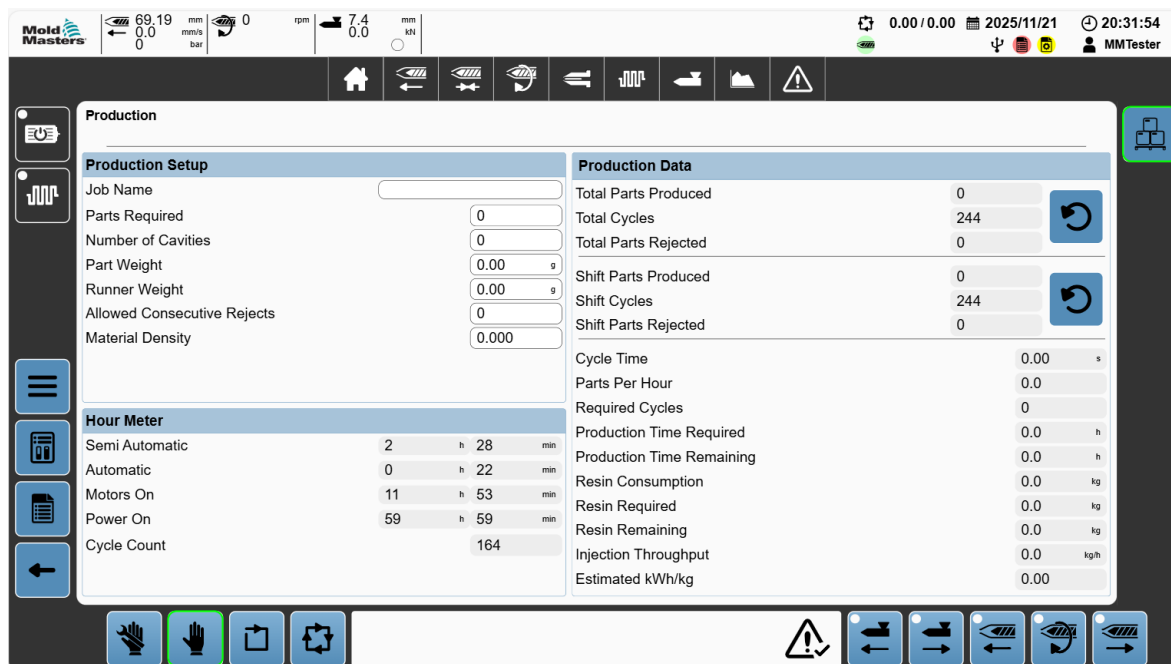 Mold Masters
69.19 mm
0.0 mm/s
0 bar
0 rpm
7.4 mm
0.0 kN
0.00 / 0.00
2025/11/21
20:31:54
MMTester
Production
Production Setup
Job Name
Parts Required 0
Number of Cavities 0
Part Weight 0.00 g
Runner Weight 0.00 g
Allowed Consecutive Rejects 0
Material Density 0.000
Hour Meter
Semi Automatic 2 h 28 min
Automatic 0 h 22 min
Motors On 11 h 53 min
Power On 59 h 59 min
Cycle Count 164
Production Data
Total Parts Produced 0
Total Cycles 244
Total Parts Rejected 0
Shift Parts Produced 0
Shift Cycles 244
Shift Parts Rejected 0
Cycle Time 0.00 s
Parts Per Hour 0.0
Required Cycles 0
Production Time Required 0.0 h
Production Time Remaining 0.0 h
Resin Consumption 0.0 kg
Resin Required 0.0 kg
Resin Remaining 0.0 kg
Injection Throughput 0.0 kg/h
Estimated kWh/kg 0.00